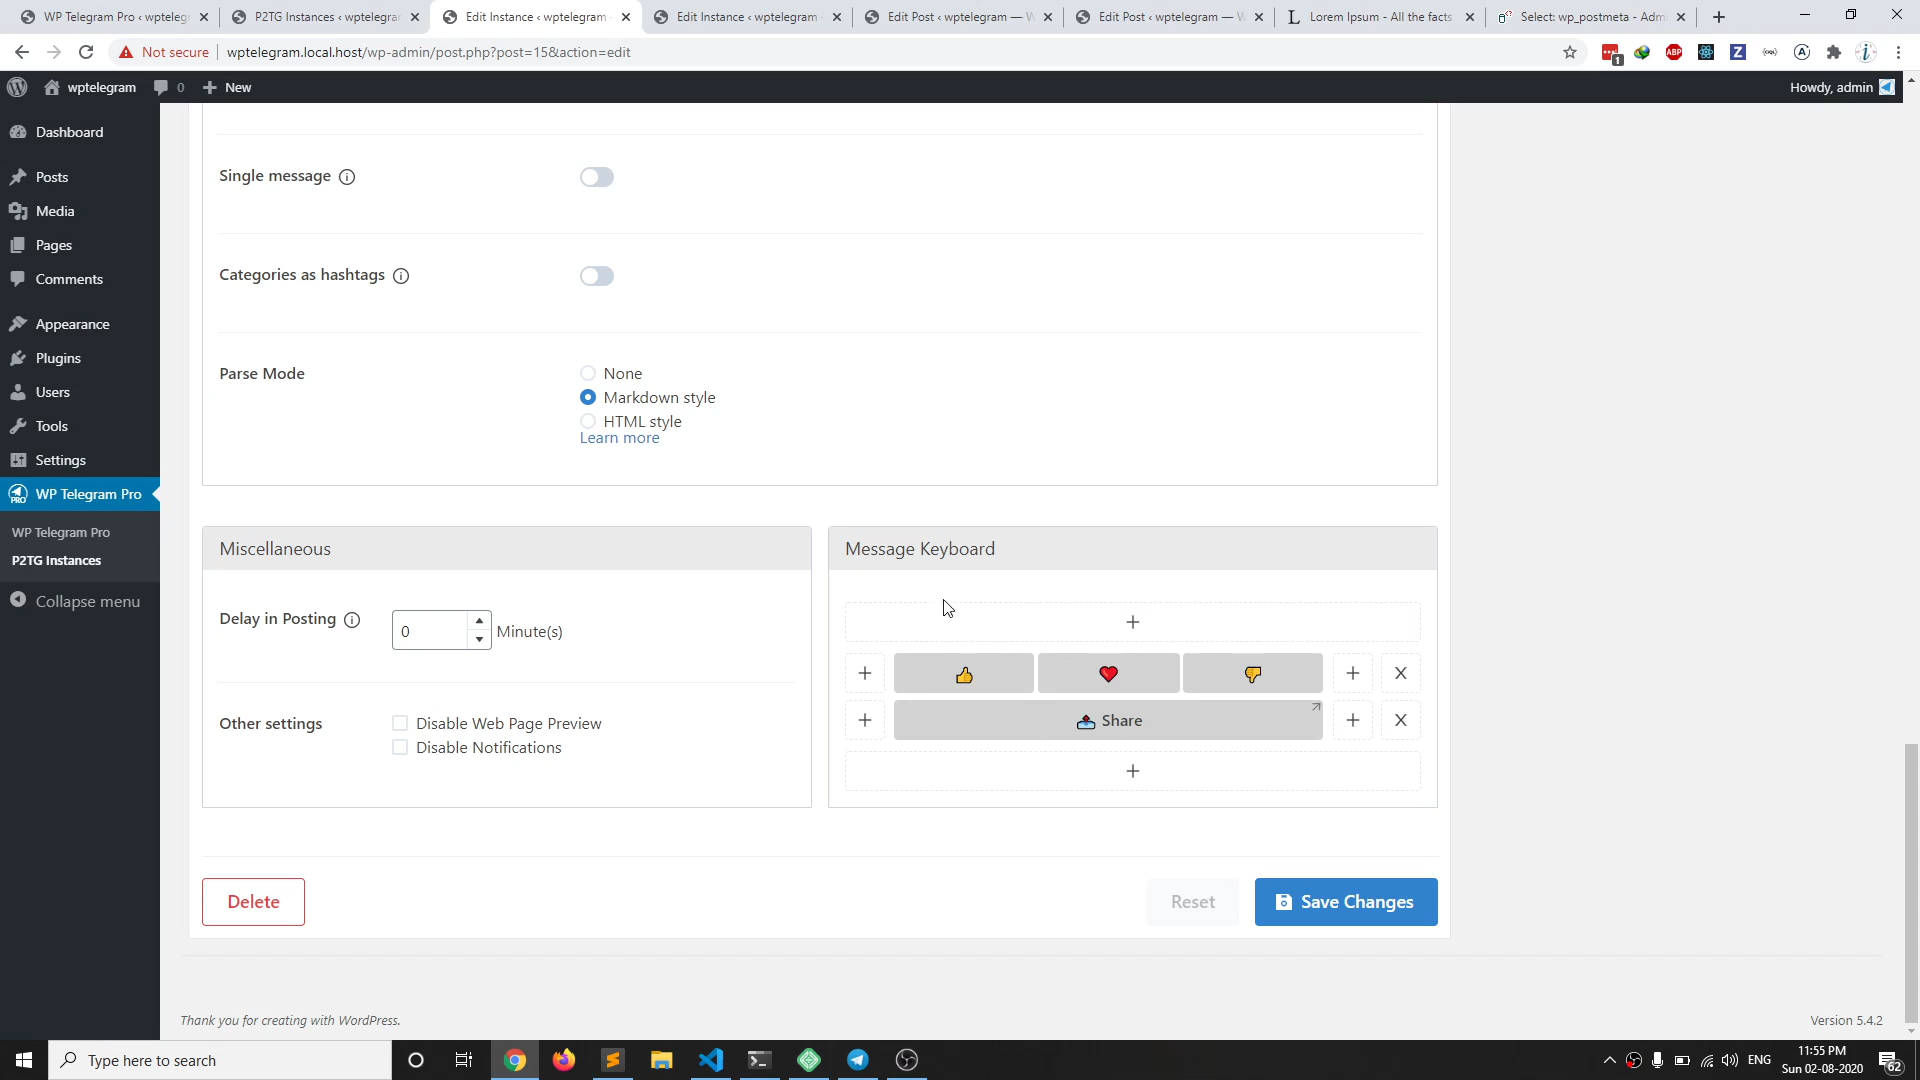 WP Telegram Pro ‹ wpteleg
P2TG Instances ‹ wptelegra
Edit Instance ‹ wptelegram
Edit Instance ‹ wptelegram
Edit Post ‹ wptelegram — W
Edit Post ‹ wptelegram — W
Lorem Ipsum - All the facts
Select: wp_postmeta - Adm
Not secure
wptelegram.local.host/wp-admin/post.php?post=15&action=edit
ABP
wptelegram
0
New
Howdy, admin
Dashboard
Posts
Media
Pages
Comments
Appearance
Plugins
Users
Tools
Settings
WP Telegram Pro
WP Telegram Pro
P2TG Instances
Collapse menu
Single message
Categories as hashtags
Parse Mode
None
Markdown style
HTML style
Learn more
Miscellaneous
Delay in Posting
0
Minute(s)
Other settings
Disable Web Page Preview
Disable Notifications
Message Keyboard
+
+ 👍 ❤️ 👎 + X
+ 📤 Share + X
+
Delete
Reset
Save Changes
Thank you for creating with WordPress.
Version 5.4.2
Type here to search
ENG
11:55 PM
Sun 02-08-2020
62